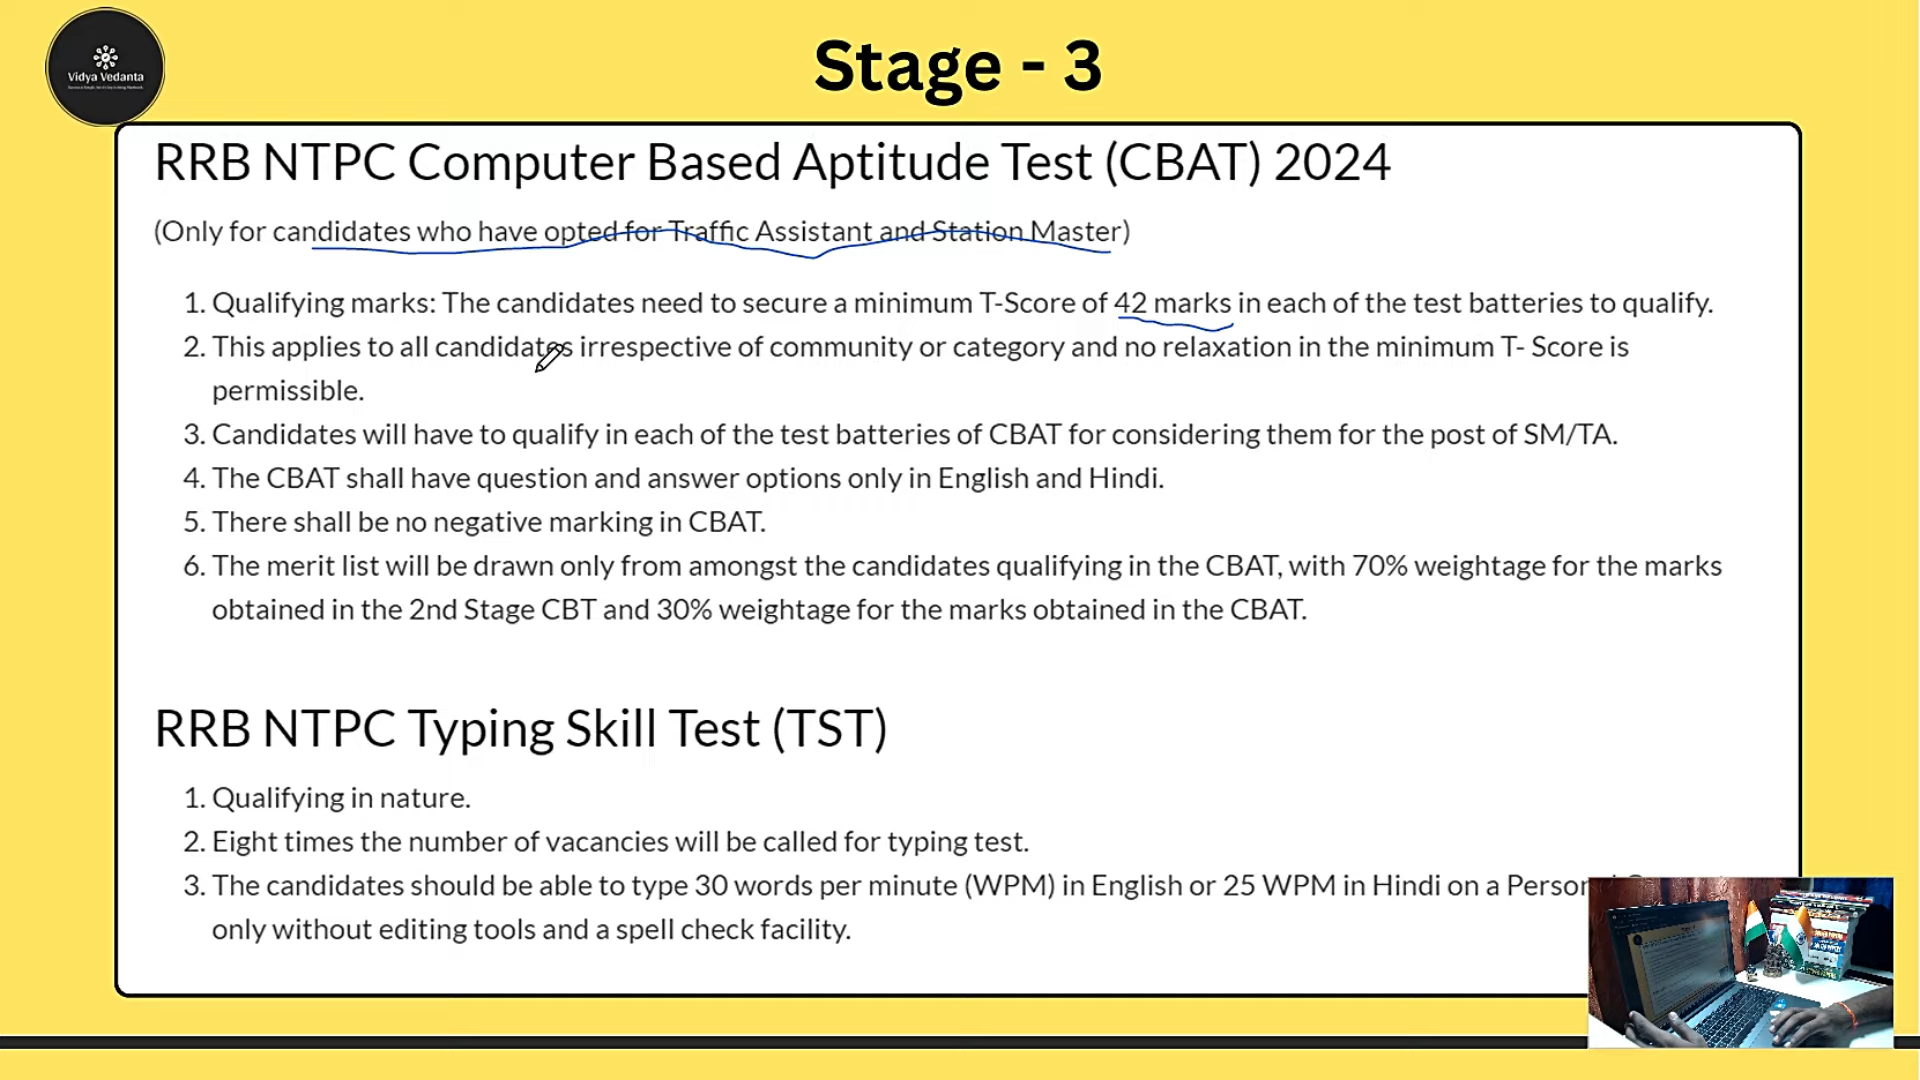 Vidya Vedanta
Stage - 3
RRB NTPC Computer Based Aptitude Test (CBAT) 2024
(Only for candidates who have opted for Traffic Assistant and Station Master)
1. Qualifying marks: The candidates need to secure a minimum T-Score of 42 marks in each of the test batteries to qualify.
2. This applies to all candidates irrespective of community or category and no relaxation in the minimum T- Score is
permissible.
3. Candidates will have to qualify in each of the test batteries of CBAT for considering them for the post of SM/TA.
4. The CBAT shall have question and answer options only in English and Hindi.
5. There shall be no negative marking in CBAT.
6. The merit list will be drawn only from amongst the candidates qualifying in the CBAT, with 70% weightage for the marks
obtained in the 2nd Stage CBT and 30% weightage for the marks obtained in the CBAT.
RRB NTPC Typing Skill Test (TST)
1. Qualifying in nature.
2. Eight times the number of vacancies will be called for typing test.
3. The candidates should be able to type 30 words per minute (WPM) in English or 25 WPM in Hindi on a
only without editing tools and a spell check facility.